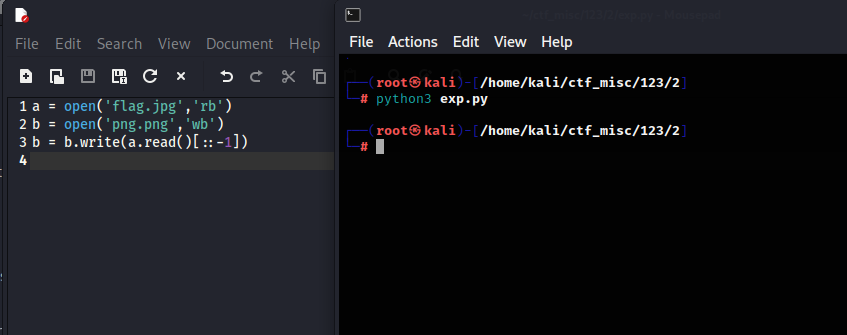 File Edit Search View Document Help
1 a = open('flag.jpg','rb')
2 b = open('png.png','wb')
3 b = b.write(a.read()[::-1])
4
File Actions Edit View Help
┌──(root㉿kali)-[/home/kali/ctf_misc/123/2]
└─# python3 exp.py
┌──(root㉿kali)-[/home/kali/ctf_misc/123/2]
└─#